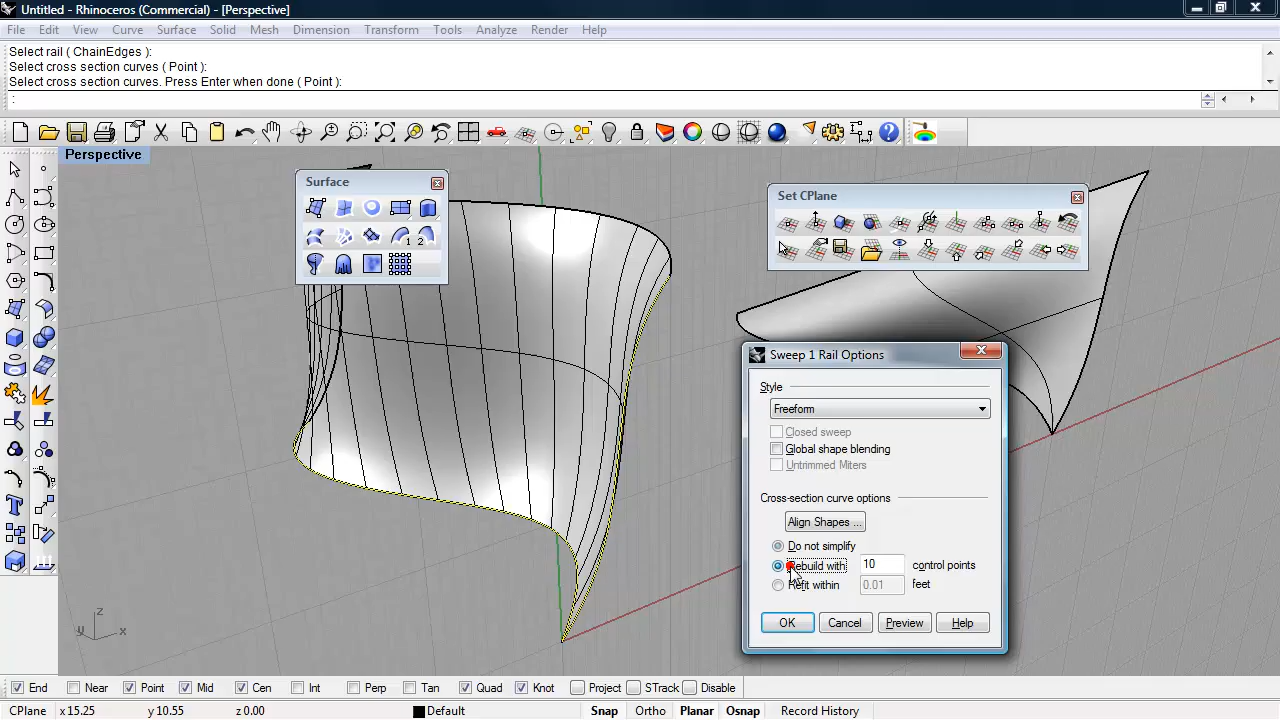 Untitled - Rhinoceros (Commercial) - [Perspective]
File Edit View Curve Surface Solid Mesh Dimension Transform Tools Analyze Render Help
Select rail ( ChainEdges ):
Select cross section curves ( Point ):
Select cross section curves. Press Enter when done ( Point ):
:
Perspective
Surface
Set CPlane
1 2
Sweep 1 Rail Options
Style
Freeform
Closed sweep
Global shape blending
Untrimmed Miters
Cross-section curve options
Align Shapes ...
Do not simplify
Rebuild with 10 control points
Refit within 0.01 feet
OK Cancel Preview Help
z
y x
End Near Point Mid Cen Int Perp Tan Quad Knot Project STrack Disable
CPlane x 15.25 y 10.55 z 0.00 Default Snap Ortho Planar Osnap Record History